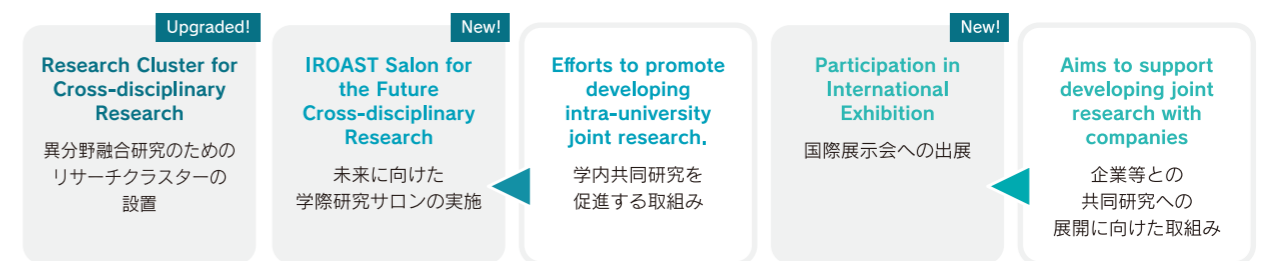 Upgraded!
Research Cluster for
Cross-disciplinary
Research
異分野融合研究のための
リサーチクラスターの
設置
New!
IROAST Salon for
the Future
Cross-disciplinary
Research
未来に向けた
学際研究サロンの実施
Efforts to promote
developing
intra-university
joint research.
学内共同研究を
促進する取組み
New!
Participation in
International
Exhibition
国際展示会への出展
Aims to support
developing joint
research with
companies
企業等との
共同研究への
展開に向けた取組み